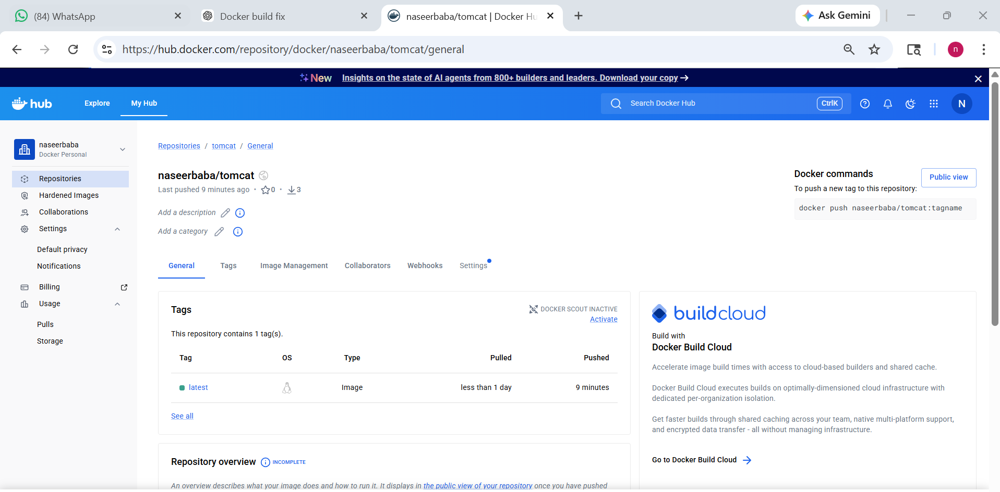 (84) WhatsApp
Docker build fix
naseerbaba/tomcat | Docker Hu
Ask Gemini
https://hub.docker.com/repository/docker/naseerbaba/tomcat/general
n
New Insights on the state of AI agents from 800+ builders and leaders. Download your copy →
hub
Explore
My Hub
Search Docker Hub
CtrlK
N
naseerbaba
Docker Personal
Repositories
Hardened Images
Collaborations
Settings
Default privacy
Notifications
Billing
Usage
Pulls
Storage
Repositories / tomcat / General
naseerbaba/tomcat
Last pushed 9 minutes ago • 0 • 3
Add a description
Add a category
Docker commands
Public view
To push a new tag to this repository:
docker push naseerbaba/tomcat:tagname
General Tags Image Management Collaborators Webhooks Settings
Tags
DOCKER SCOUT INACTIVE
Activate
This repository contains 1 tag(s).
Tag OS Type Pulled Pushed
latest Image less than 1 day 9 minutes
See all
Repository overview INCOMPLETE
An overview describes what your image does and how to run it. It displays in the public view of your repository once you have pushed
buildcloud
Build with
Docker Build Cloud
Accelerate image build times with access to cloud-based builders and shared cache.
Docker Build Cloud executes builds on optimally-dimensioned cloud infrastructure with
dedicated per-organization isolation.
Get faster builds through shared caching across your team, native multi-platform support,
and encrypted data transfer - all without managing infrastructure.
Go to Docker Build Cloud →